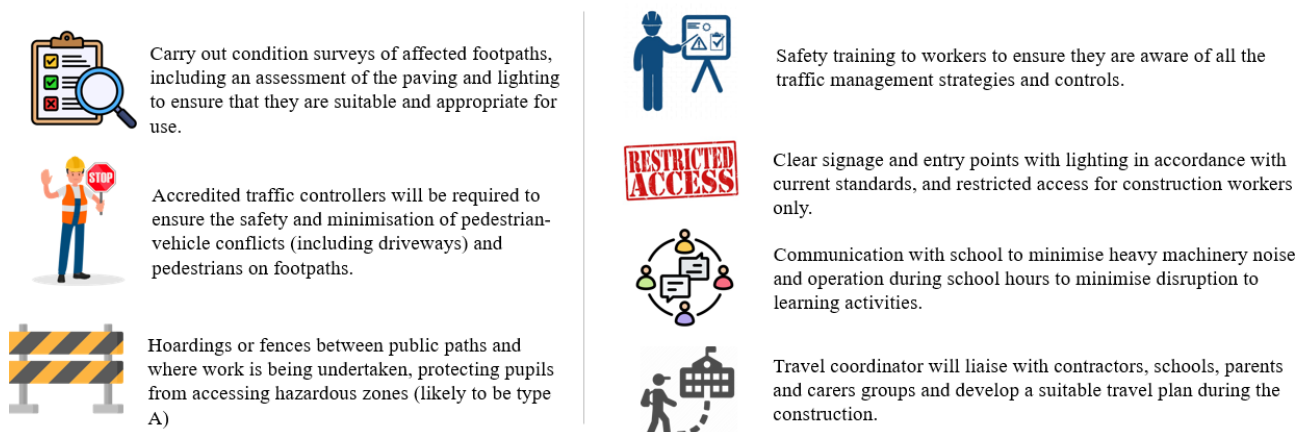 Carry out condition surveys of affected footpaths,
including an assessment of the paving and lighting
to ensure that they are suitable and appropriate for
use.
STOP
Accredited traffic controllers will be required to
ensure the safety and minimisation of pedestrian-
vehicle conflicts (including driveways) and
pedestrians on footpaths.
Hoardings or fences between public paths and
where work is being undertaken, protecting pupils
from accessing hazardous zones (likely to be type
A)
Safety training to workers to ensure they are aware of all the
traffic management strategies and controls.
RESTRICTED
ACCESS
Clear signage and entry points with lighting in accordance with
current standards, and restricted access for construction workers
only.
Communication with school to minimise heavy machinery noise
and operation during school hours to minimise disruption to
learning activities.
Travel coordinator will liaise with contractors, schools, parents
and carers groups and develop a suitable travel plan during the
construction.